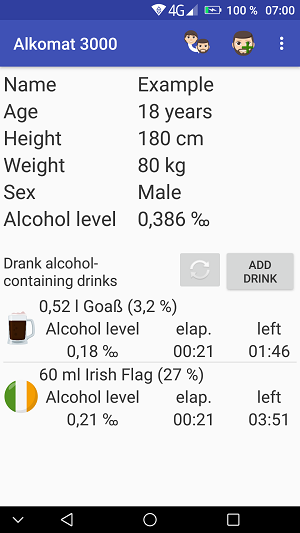 4G 100 % 07:00
Alkomat 3000
Name Example
Age 18 years
Height 180 cm
Weight 80 kg
Sex Male
Alcohol level 0,386 ‰
Drank alcohol-
containing drinks
ADD
DRINK
0,52 l Goaß (3,2 %)
Alcohol level elap. left
0,18 ‰ 00:21 01:46
60 ml Irish Flag (27 %)
Alcohol level elap. left
0,21 ‰ 00:21 03:51